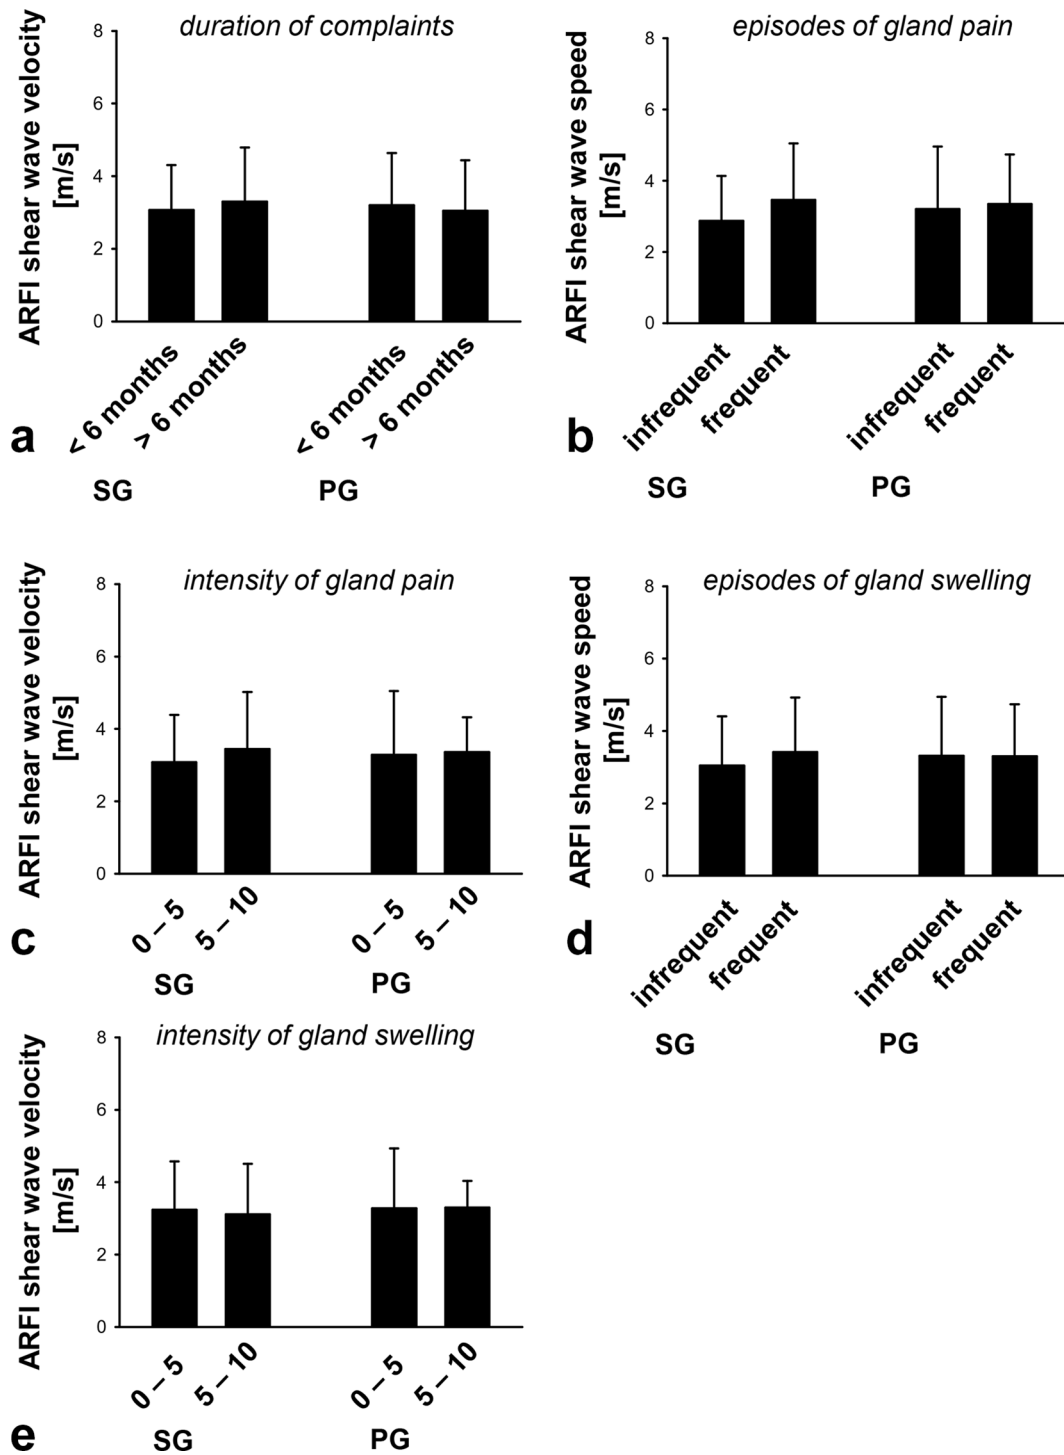 duration of complaints
ARFI shear wave velocity
[m/s]
8
6
4
2
0
< 6 months
> 6 months
< 6 months
> 6 months
a
SG
PG
episodes of gland pain
ARFI shear wave speed
[m/s]
8
6
4
2
0
infrequent
frequent
infrequent
frequent
b
SG
PG
intensity of gland pain
ARFI shear wave velocity
[m/s]
8
6
4
2
0
0 – 5
5 – 10
0 – 5
5 – 10
c
SG
PG
episodes of gland swelling
ARFI shear wave speed
[m/s]
8
6
4
2
0
infrequent
frequent
infrequent
frequent
d
SG
PG
intensity of gland swelling
ARFI shear wave velocity
[m/s]
8
6
4
2
0
0 – 5
5 – 10
0 – 5
5 – 10
e
SG
PG